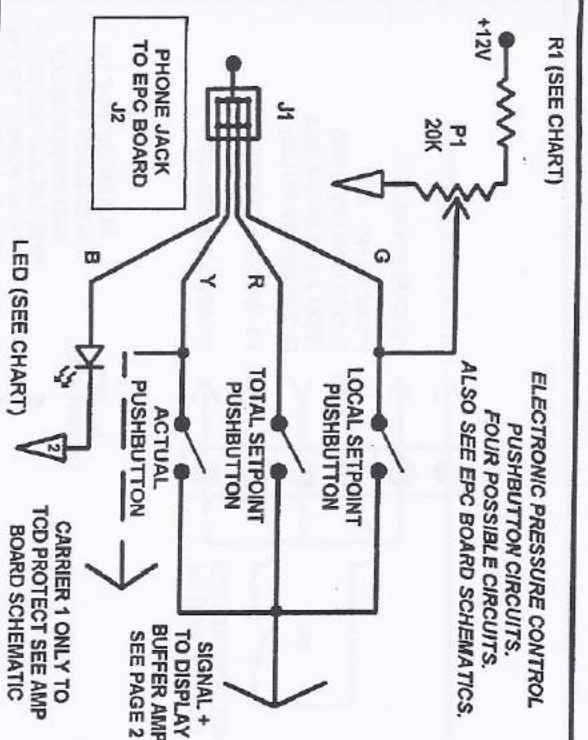 ELECTRONIC PRESSURE CONTROL
PUSHBUTTON CIRCUITS.
FOUR POSSIBLE CIRCUITS.
ALSO SEE EPC BOARD SCHEMATICS.
R1 (SEE CHART)
+12V
P1
20K
J1
PHONE JACK
TO EPC BOARD
J2
G
R
Y
B
LOCAL SETPOINT
PUSHBUTTON
TOTAL SETPOINT
PUSHBUTTON
ACTUAL
PUSHBUTTON
SIGNAL +
TO DISPLAY
BUFFER AMP
SEE PAGE 2
LED (SEE CHART)
2
CARRIER 1 ONLY TO
TCD PROTECT SEE AMP
BOARD SCHEMATIC